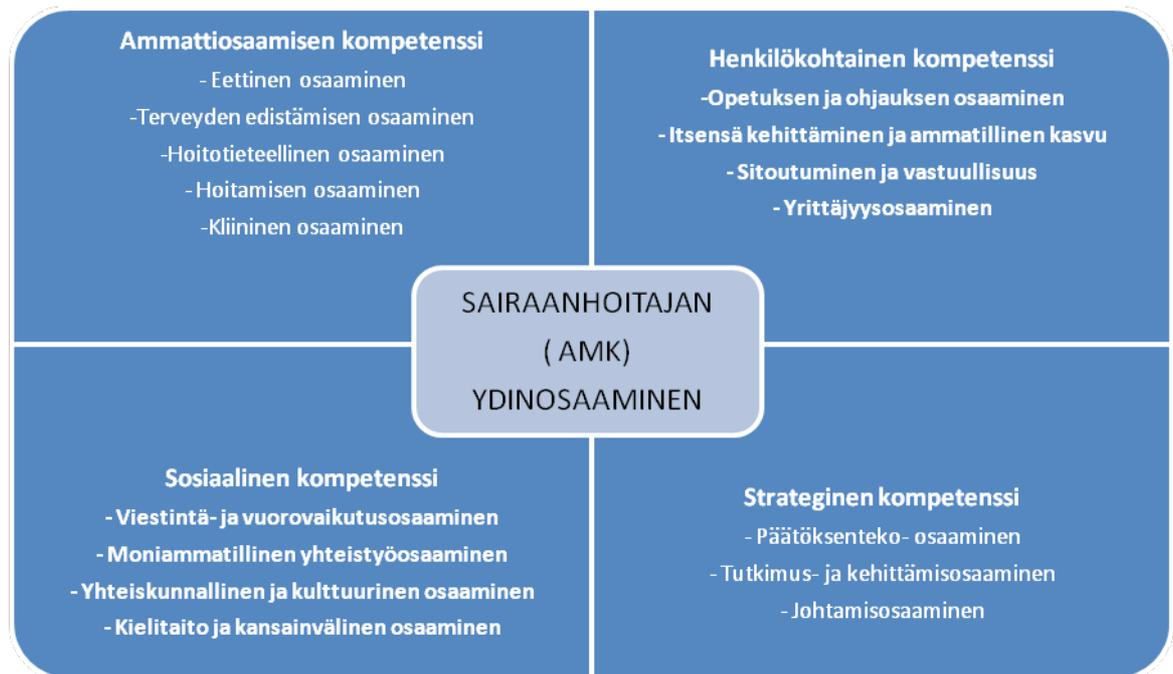 Ammattiosaamisen kompetenssi
- Eettinen osaaminen
-Terveyden edistämisen osaaminen
-Hoitotieteellinen osaaminen
- Hoitamisen osaaminen
-Kliininen osaaminen
Henkilökohtainen kompetenssi
-Opetuksen ja ohjauksen osaaminen
- Itsensä kehittäminen ja ammatillinen kasvu
- Sitoutuminen ja vastuullisuus
- Yrittäjyysosaaminen
SAIRAANHOITAJAN
( AMK)
YDINOSAAMINEN
Sosiaalinen kompetenssi
- Viestintä- ja vuorovaikutusosaaminen
- Moniammatillinen yhteistyöosaaminen
- Yhteiskunnallinen ja kulttuurinen osaaminen
- Kielitaito ja kansainvälinen osaaminen
Strateginen kompetenssi
- Päätöksenteko- osaaminen
- Tutkimus- ja kehittämisosaaminen
- Johtamisosaaminen